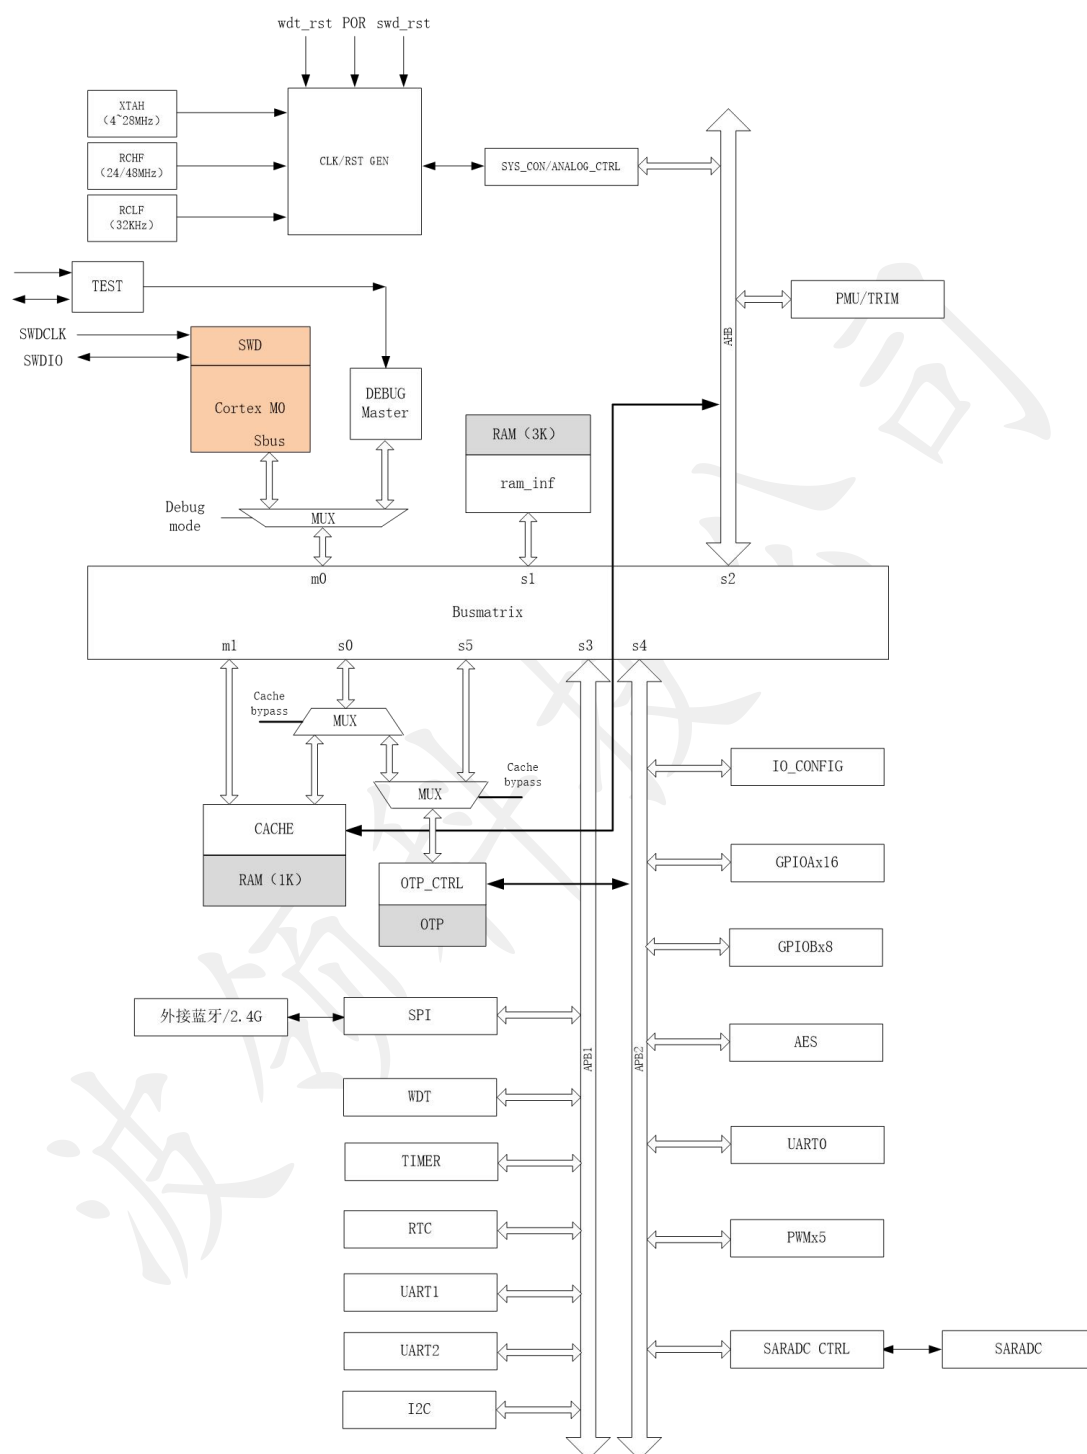 wdt_rst POR swd_rst
XTAH
(4~28MHz)
RCHF
(24/48MHz)
RCLF
(32KHz)
CLK/RST GEN
SYS_CON/ANALOG_CTRL
TEST
PMU/TRIM
AHB
SWDCLK
SWDIO
SWD
Cortex M0
Sbus
DEBUG
Master
RAM（3K）
ram_inf
Debug
mode
MUX
m0
s1
s2
Busmatrix
m1
s0
s5
s3
s4
Cache
bypass
MUX
Cache
bypass
MUX
CACHE
RAM（1K）
OTP_CTRL
OTP
IO_CONFIG
GPIOAx16
GPIOBx8
外接蓝牙/2.4G
SPI
APB1
APB2
AES
WDT
UART0
TIMER
RTC
PWMx5
UART1
UART2
SARADC CTRL
SARADC
I2C